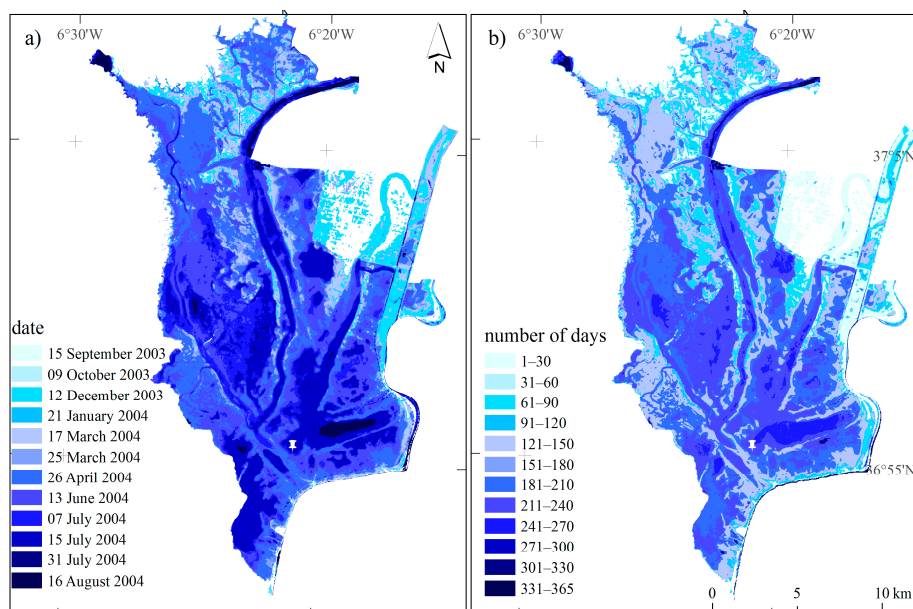 a)
6°30'W
6°20'W
N
date
15 September 2003
09 October 2003
12 December 2003
21 January 2004
17 March 2004
25 March 2004
26 April 2004
13 June 2004
07 July 2004
15 July 2004
31 July 2004
16 August 2004
b)
6°30'W
6°20'W
37°5'N
36°55'N
number of days
1–30
31–60
61–90
91–120
121–150
151–180
181–210
211–240
241–270
271–300
301–330
331–365
0 5 10 km